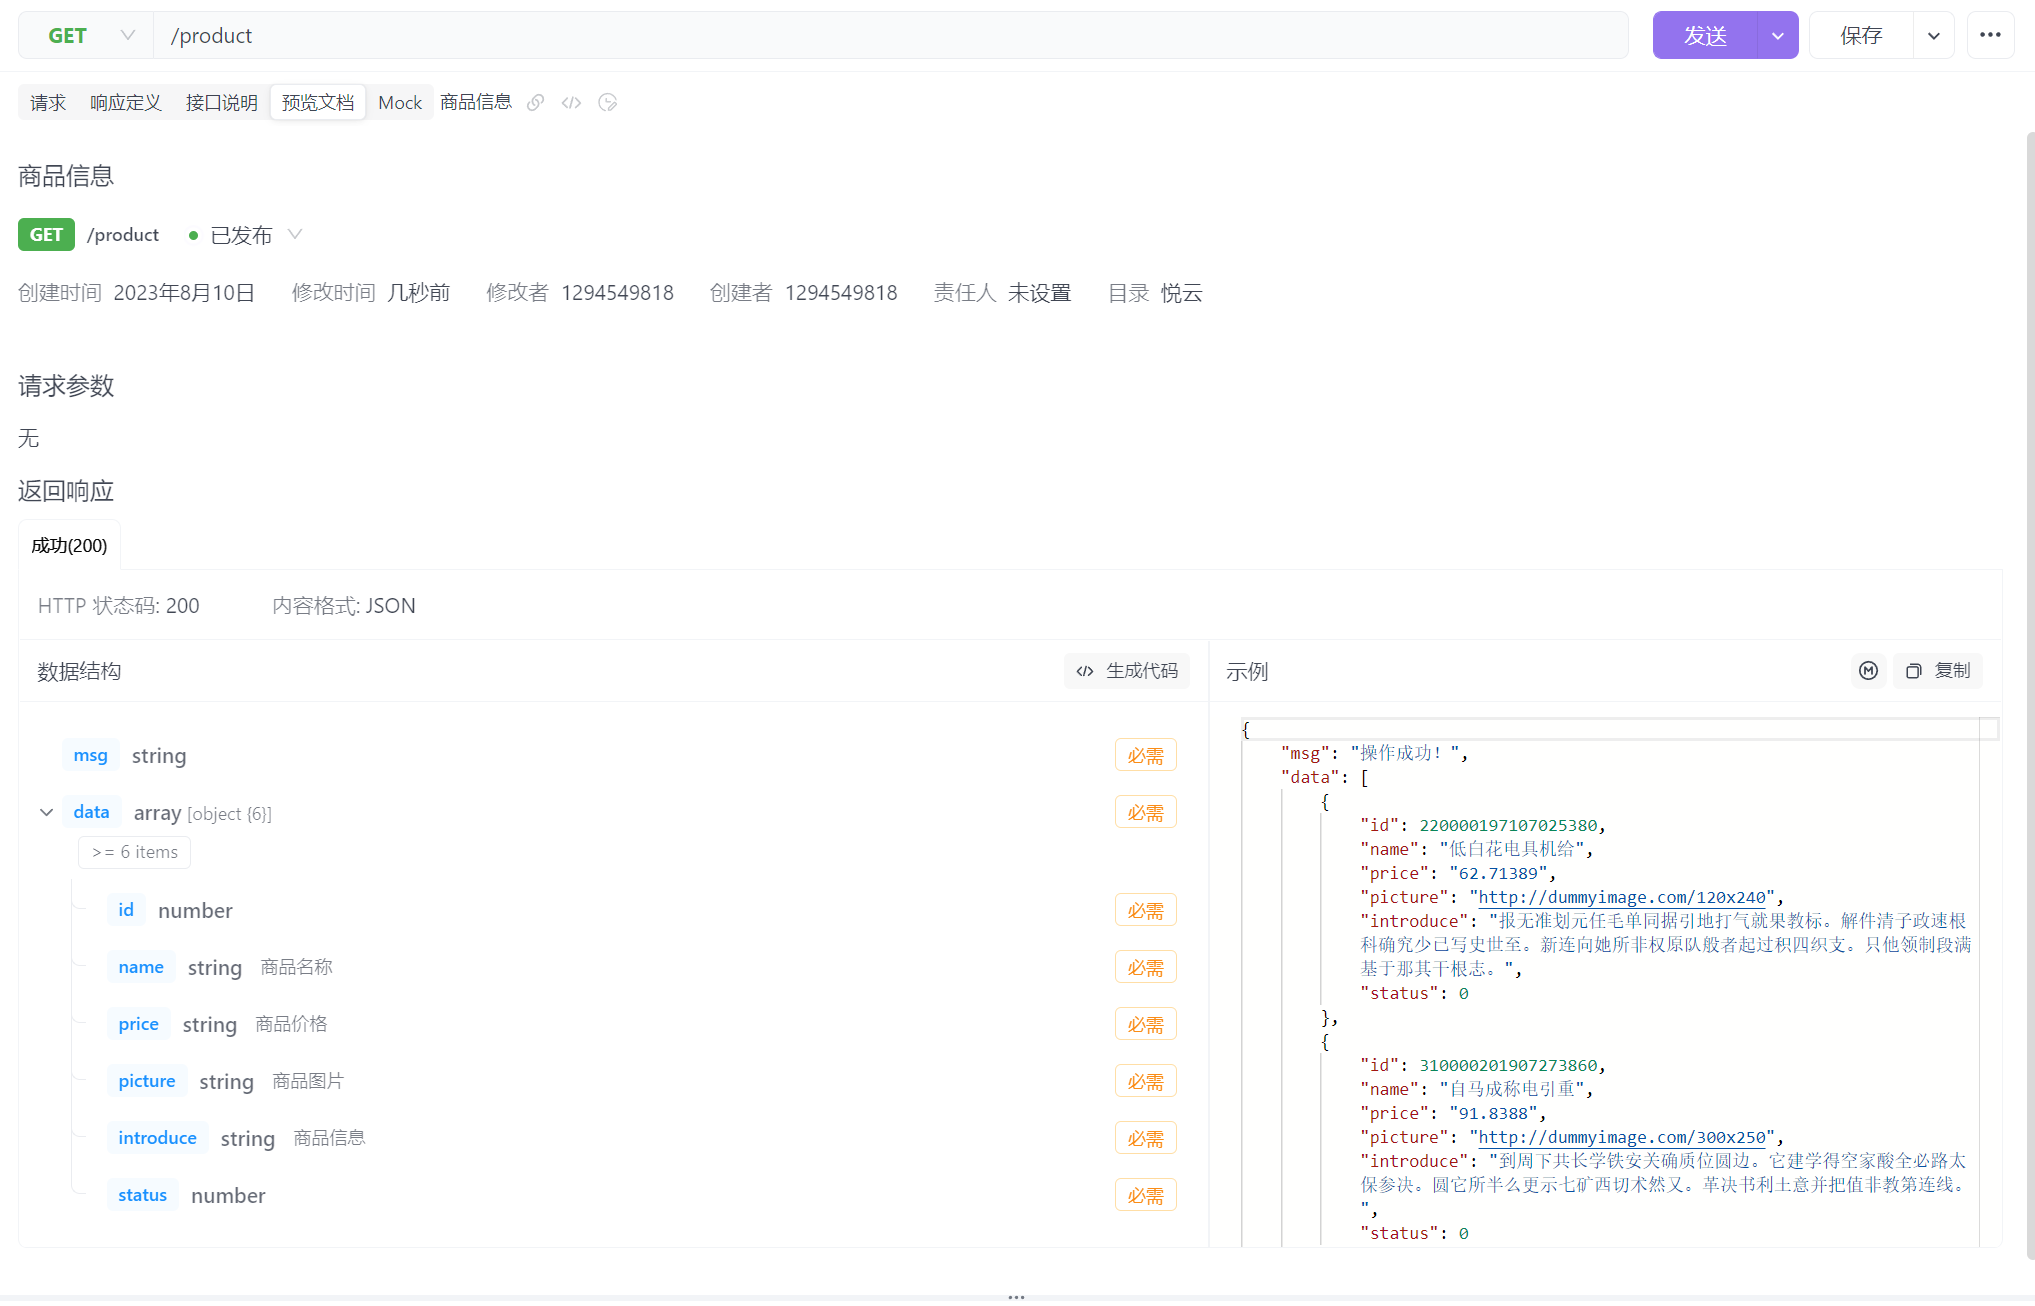 GET /product 发送 保存
请求 响应定义 接口说明 预览文档 Mock 商品信息
商品信息
GET /product 已发布
创建时间 2023年8月10日 修改时间 几秒前 修改者 1294549818 创建者 1294549818 责任人 未设置 目录 悦云
请求参数
无
返回响应
成功(200)
HTTP 状态码: 200 内容格式: JSON
数据结构 生成代码
msg string 必需
data array [object {6}] 必需
>= 6 items
id number 必需
name string 商品名称 必需
price string 商品价格 必需
picture string 商品图片 必需
introduce string 商品信息 必需
status number 必需
示例 M 复制
{
"msg": "操作成功！",
"data": [
{
"id": 220000197107025380,
"name": "低白花电具机给",
"price": "62.71389",
"picture": "http://dummyimage.com/120x240",
"introduce": "报无准划元任毛单同据引地打气就果教标。解件清子政速根
科确究少已写史世至。新连向她所非权原队般者起过积四织支。只他领制段满
基于那其干根志。",
"status": 0
},
{
"id": 310000201907273860,
"name": "自马成称电引重",
"price": "91.8388",
"picture": "http://dummyimage.com/300x250",
"introduce": "到周下共长学铁安关确质位圆边。它建学得空家酸全必路太
保参决。圆它所半么更示七矿西切术然又。革决书利土意并把值非教第连线。
",
"status": 0